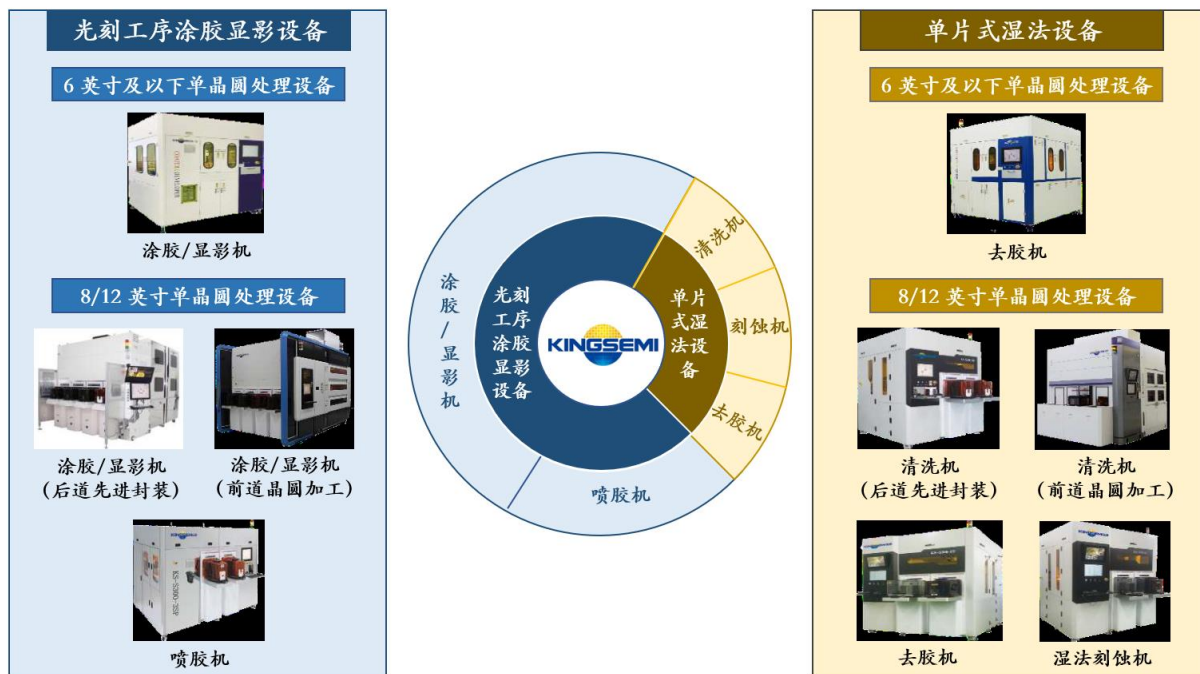 光刻工序涂胶显影设备
6 英寸及以下单晶圆处理设备
涂胶/显影机
8/12 英寸单晶圆处理设备
涂胶/显影机
(后道先进封装)
涂胶/显影机
(前道晶圆加工)
KINGSEMI
KS-S300-3SP
喷胶机
涂胶/显影机
光刻
工序
涂胶
显影
设备
KINGSEMI
单片
式湿
法设
备
清洗机
刻蚀机
去胶机
喷胶机
单片式湿法设备
6 英寸及以下单晶圆处理设备
去胶机
8/12 英寸单晶圆处理设备
清洗机
(后道先进封装)
清洗机
(前道晶圆加工)
去胶机
湿法刻蚀机